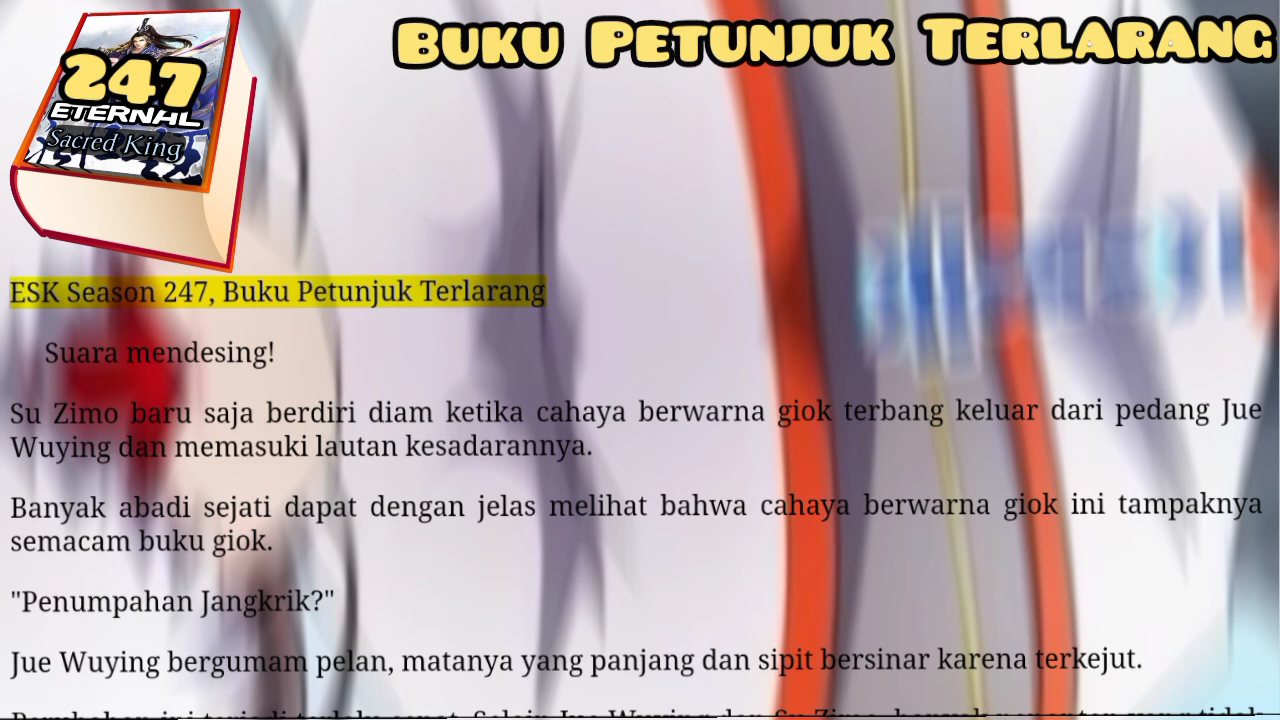 BUKU PETUNJUK TERLARANG
247
ETERNAL
Sacred King
ESK Season 247, Buku Petunjuk Terlarang
Suara mendesing!
Su Zimo baru saja berdiri diam ketika cahaya berwarna giok terbang keluar dari pedang Jue
Wuying dan memasuki lautan kesadarannya.
Banyak abadi sejati dapat dengan jelas melihat bahwa cahaya berwarna giok ini tampaknya
semacam buku giok.
"Penumpahan Jangkrik?"
Jue Wuying bergumam pelan, matanya yang panjang dan sipit bersinar karena terkejut.